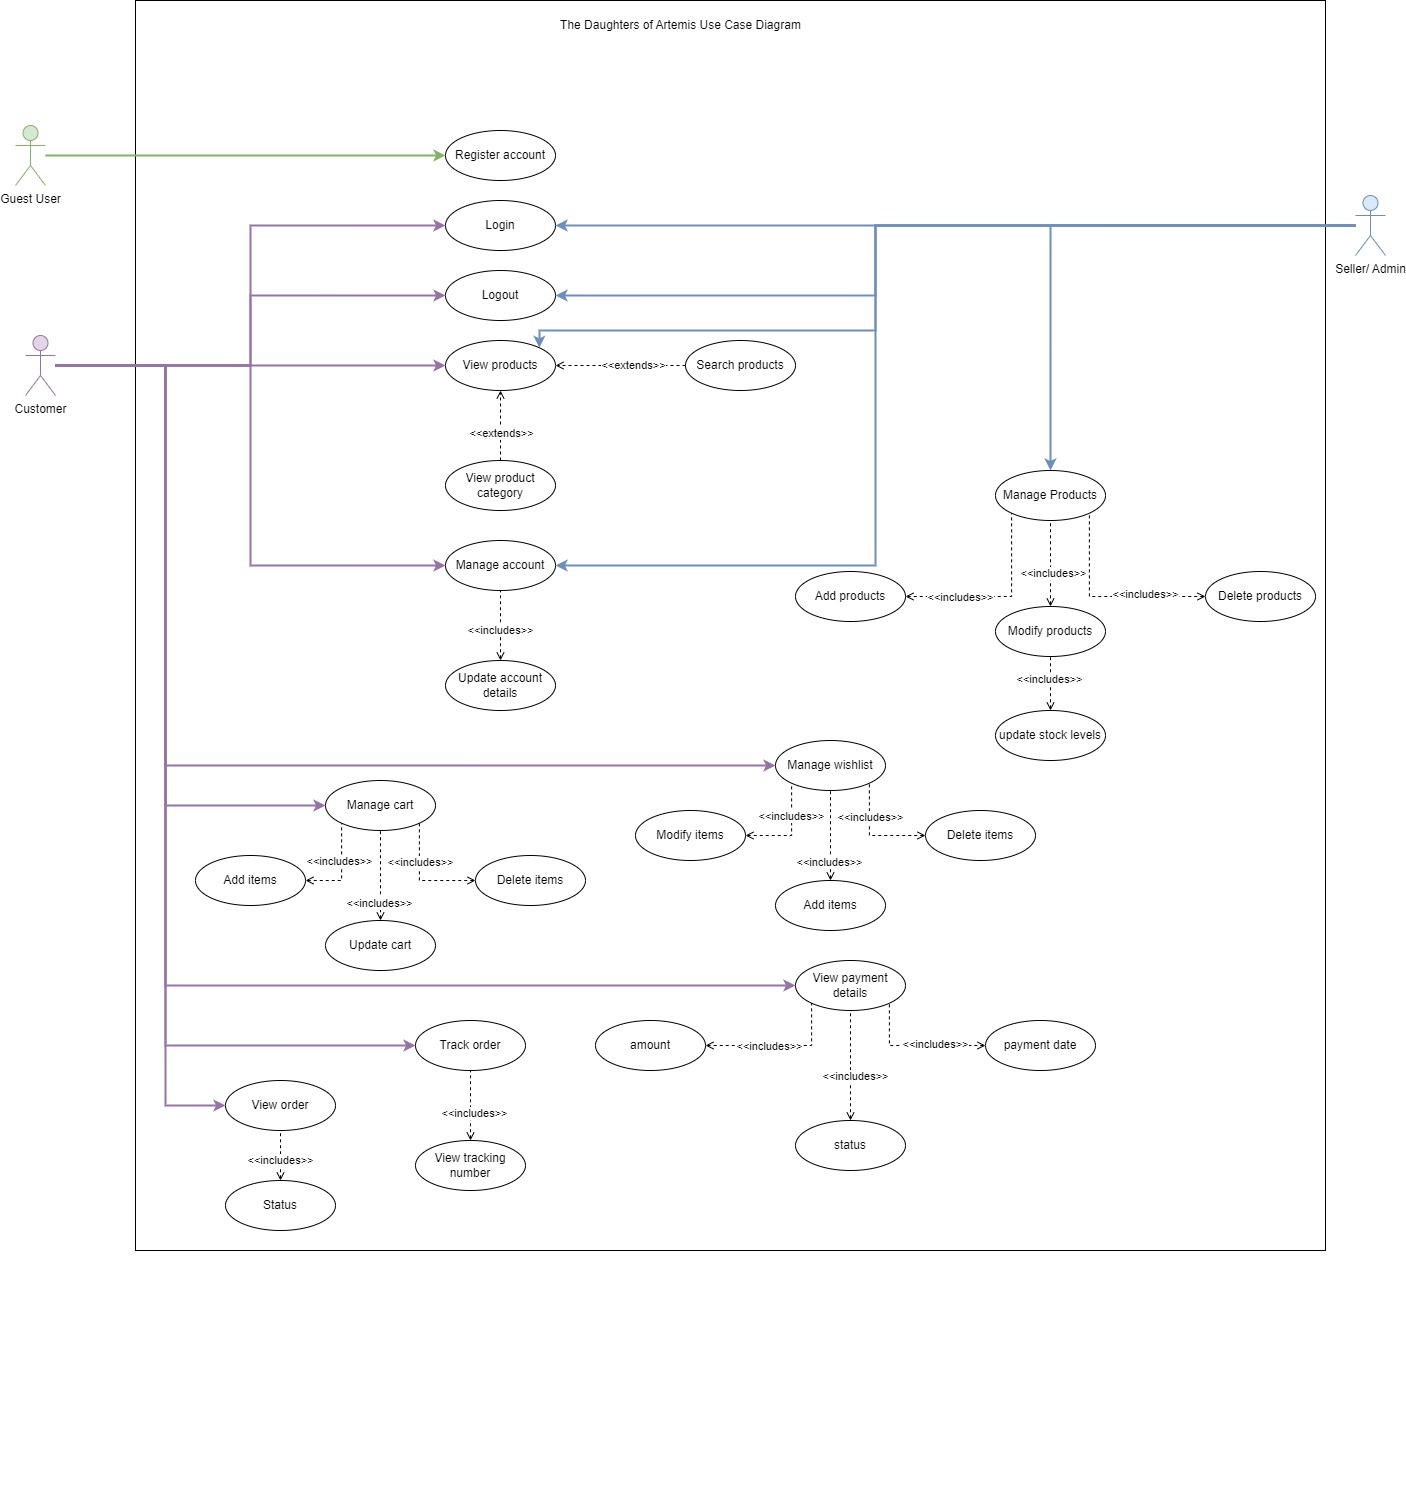 The Daughters of Artemis Use Case Diagram
Guest User
Register account
Login
Seller/ Admin
Logout
Customer
View products
<<extends>>
Search products
<<extends>>
View product
category
Manage Products
Manage account
<<includes>>
Add products
<<includes>>
<<includes>>
<<includes>>
Delete products
Modify products
<<includes>>
Update account
details
<<includes>>
update stock levels
Manage wishlist
Manage cart
<<includes>>
<<includes>>
Modify items
Delete items
<<includes>>
<<includes>>
<<includes>>
Add items
Delete items
<<includes>>
Add items
Update cart
View payment
details
Track order
amount
<<includes>>
<<includes>>
payment date
<<includes>>
View order
<<includes>>
status
<<includes>>
View tracking
number
Status